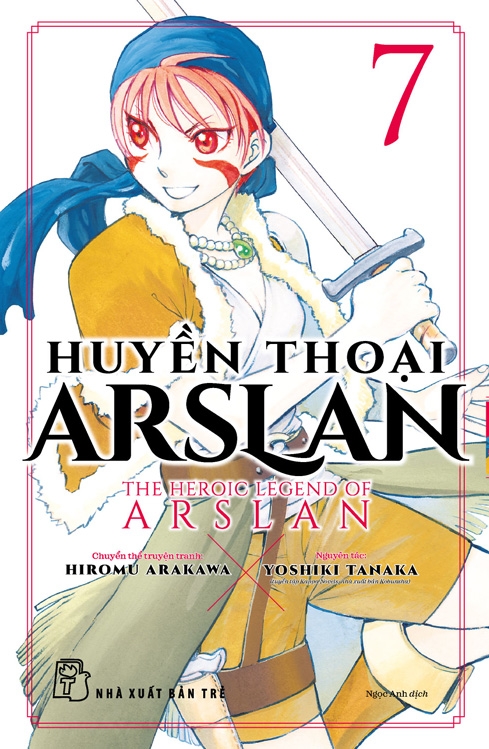 7
HUYỀN THOẠI
ARSLAN
THE HEROIC LEGEND OF
ARSLAN
Chuyển thể truyện tranh:
HIROMU ARAKAWA
Nguyên tác:
YOSHIKI TANAKA
NHÀ XUẤT BẢN TRẺ
Ngọc Anh dịch